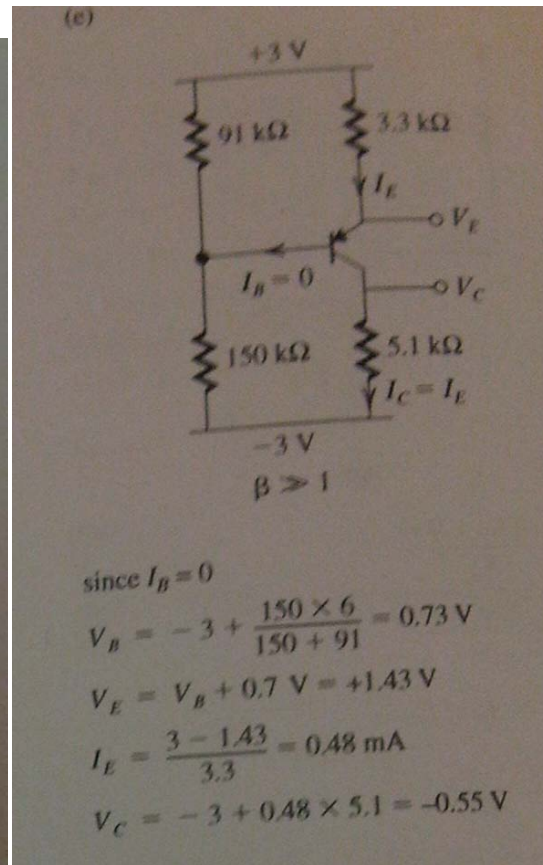 (e)
+3 V
91 kΩ
3.3 kΩ
I_E
V_E
I_B = 0
V_C
150 kΩ
5.1 kΩ
I_C = I_E
-3 V
β ≫ 1
since I_B = 0
V_B = - 3 + 150 × 6 / 150 + 91 = 0.73 V
V_E = V_B + 0.7 V = +1.43 V
I_E = 3 - 1.43 / 3.3 = 0.48 mA
V_C = - 3 + 0.48 × 5.1 = -0.55 V